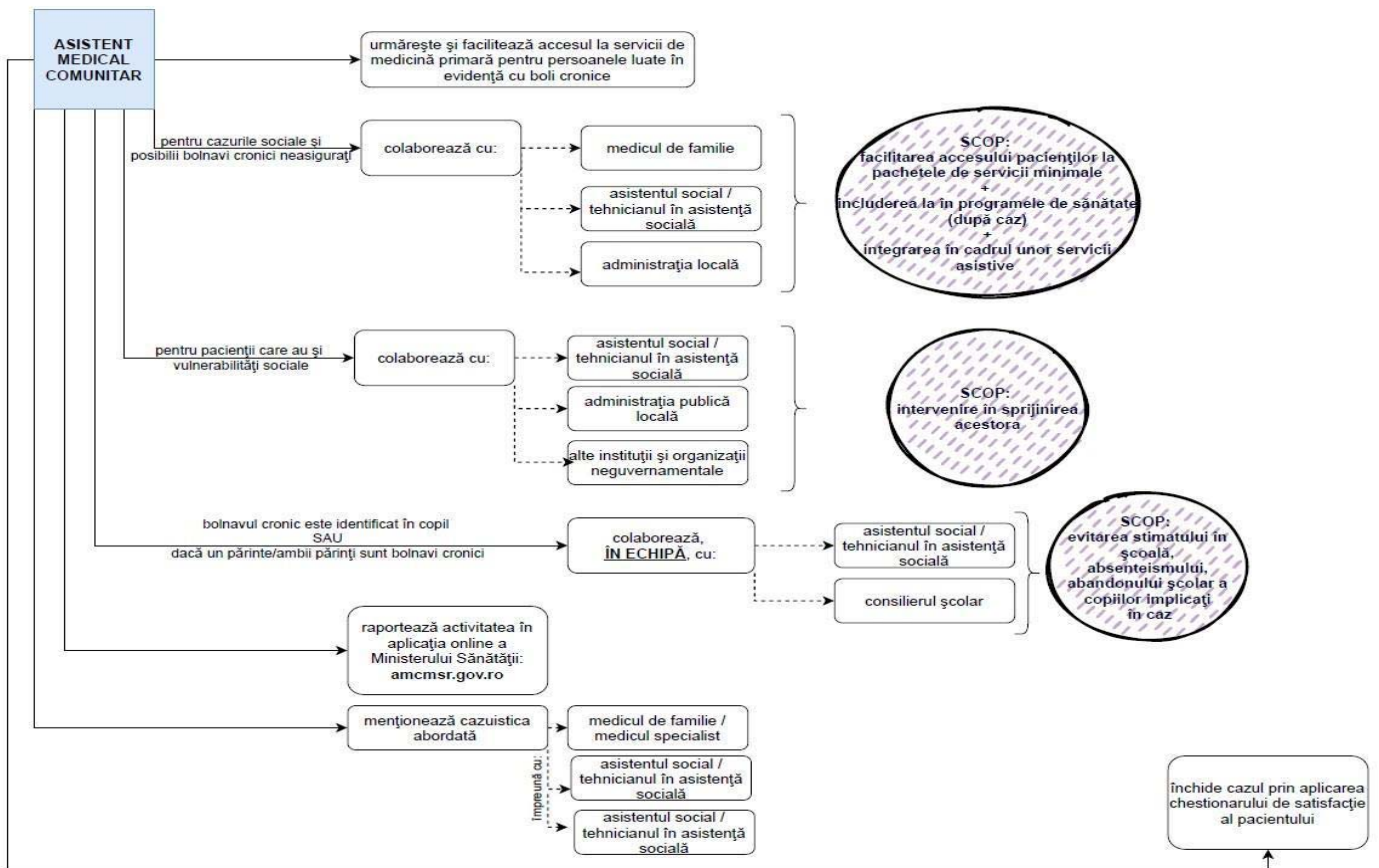 ASISTENT
MEDICAL
COMUNITAR
urmăreşte şi facilitează accesul la servicii de
medicină primară pentru persoanele luate în
evidenţă cu boli cronice
pentru cazurile sociale şi
posibilii bolnavi cronici neasiguraţi
colaborează cu:
medicul de familie
asistentul social /
tehnicianul în asistenţă
socială
administraţia locală
SCOP:
facilitarea accesului pacienţilor la
pacheţele de servicii minimale
+
includerea la în programele de sănătate
(după caz)
+
integrarea în cadrul unor servicii
asistive
pentru pacienţii care au şi
vulnerabilităţi sociale
colaborează cu:
asistentul social /
tehnicianul în asistenţă
socială
administraţia publică
locală
alte instituţii şi organizaţii
neguvernamentale
SCOP:
intervenire în sprijinirea
acestora
bolnavul cronic este identificat în copil
SAU
dacă un părinte/ambii părinţi sunt bolnavi cronici
colaborează,
ÎN ECHIPĂ, cu:
asistentul social /
tehnicianul în asistenţă
socială
consilierul şcolar
SCOP:
evitarea stimatului în
şcoală,
absenteismului,
abandonului şcolar a
copiilor implicaţi
în caz
raportează activitatea în
aplicaţia online a
Ministerului Sănătăţii:
amcmsr.gov.ro
menţionează cazuistica
abordată
împreună cu:
medicul de familie /
medicul specialist
asistentul social /
tehnicianul în asistenţă
socială
asistentul social /
tehnicianul în asistenţă
socială
închide cazul prin aplicarea
chestionarului de satisfacţie
al pacientului